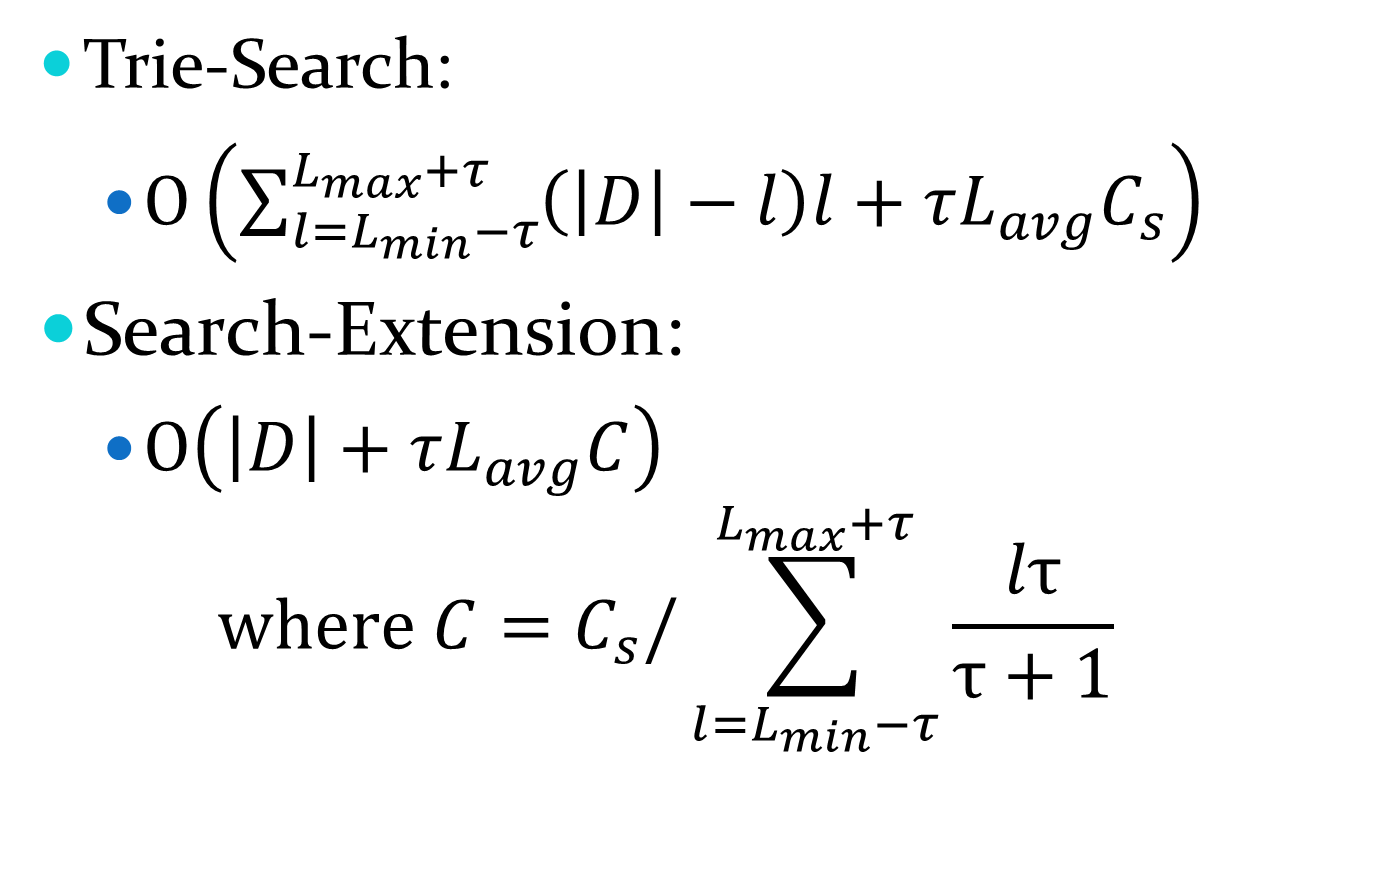 • Trie-Search:
• O(∑_{l=L_{min}−τ}^{L_{max}+τ}(|D| − l)l + τL_{avg}C_s)
• Search-Extension:
• O(|D| + τL_{avg}C)
where C = C_s/ ∑_{l=L_{min}−τ}^{L_{max}+τ} \frac{lτ}{τ + 1}